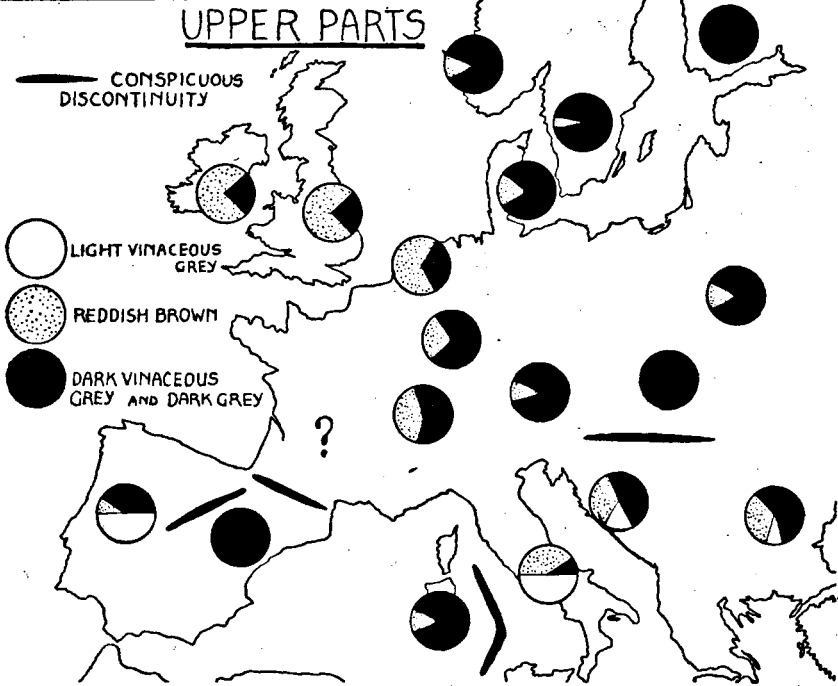 UPPER PARTS
CONSPICUOUS
DISCONTINUITY
LIGHT VINACEOUS
GREY
REDDISH BROWN
DARK VINACEOUS
GREY AND DARK GREY
?